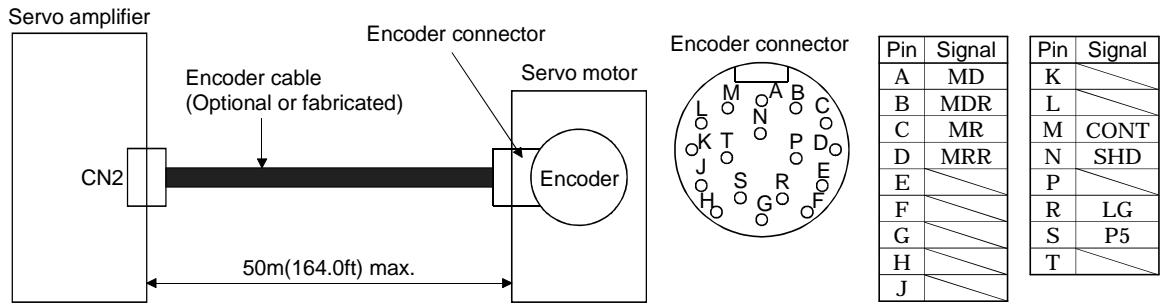 Servo amplifier
Encoder connector
Encoder cable
(Optional or fabricated)
Servo motor
CN2
Encoder
50m(164.0ft) max.
Encoder connector
M A B
L N C
K T P D
J S R E
H G F
Pin Signal
A MD
B MDR
C MR
D MRR
E
F
G
H
J
Pin Signal
K
L
M CONT
N SHD
P
R LG
S P5
T